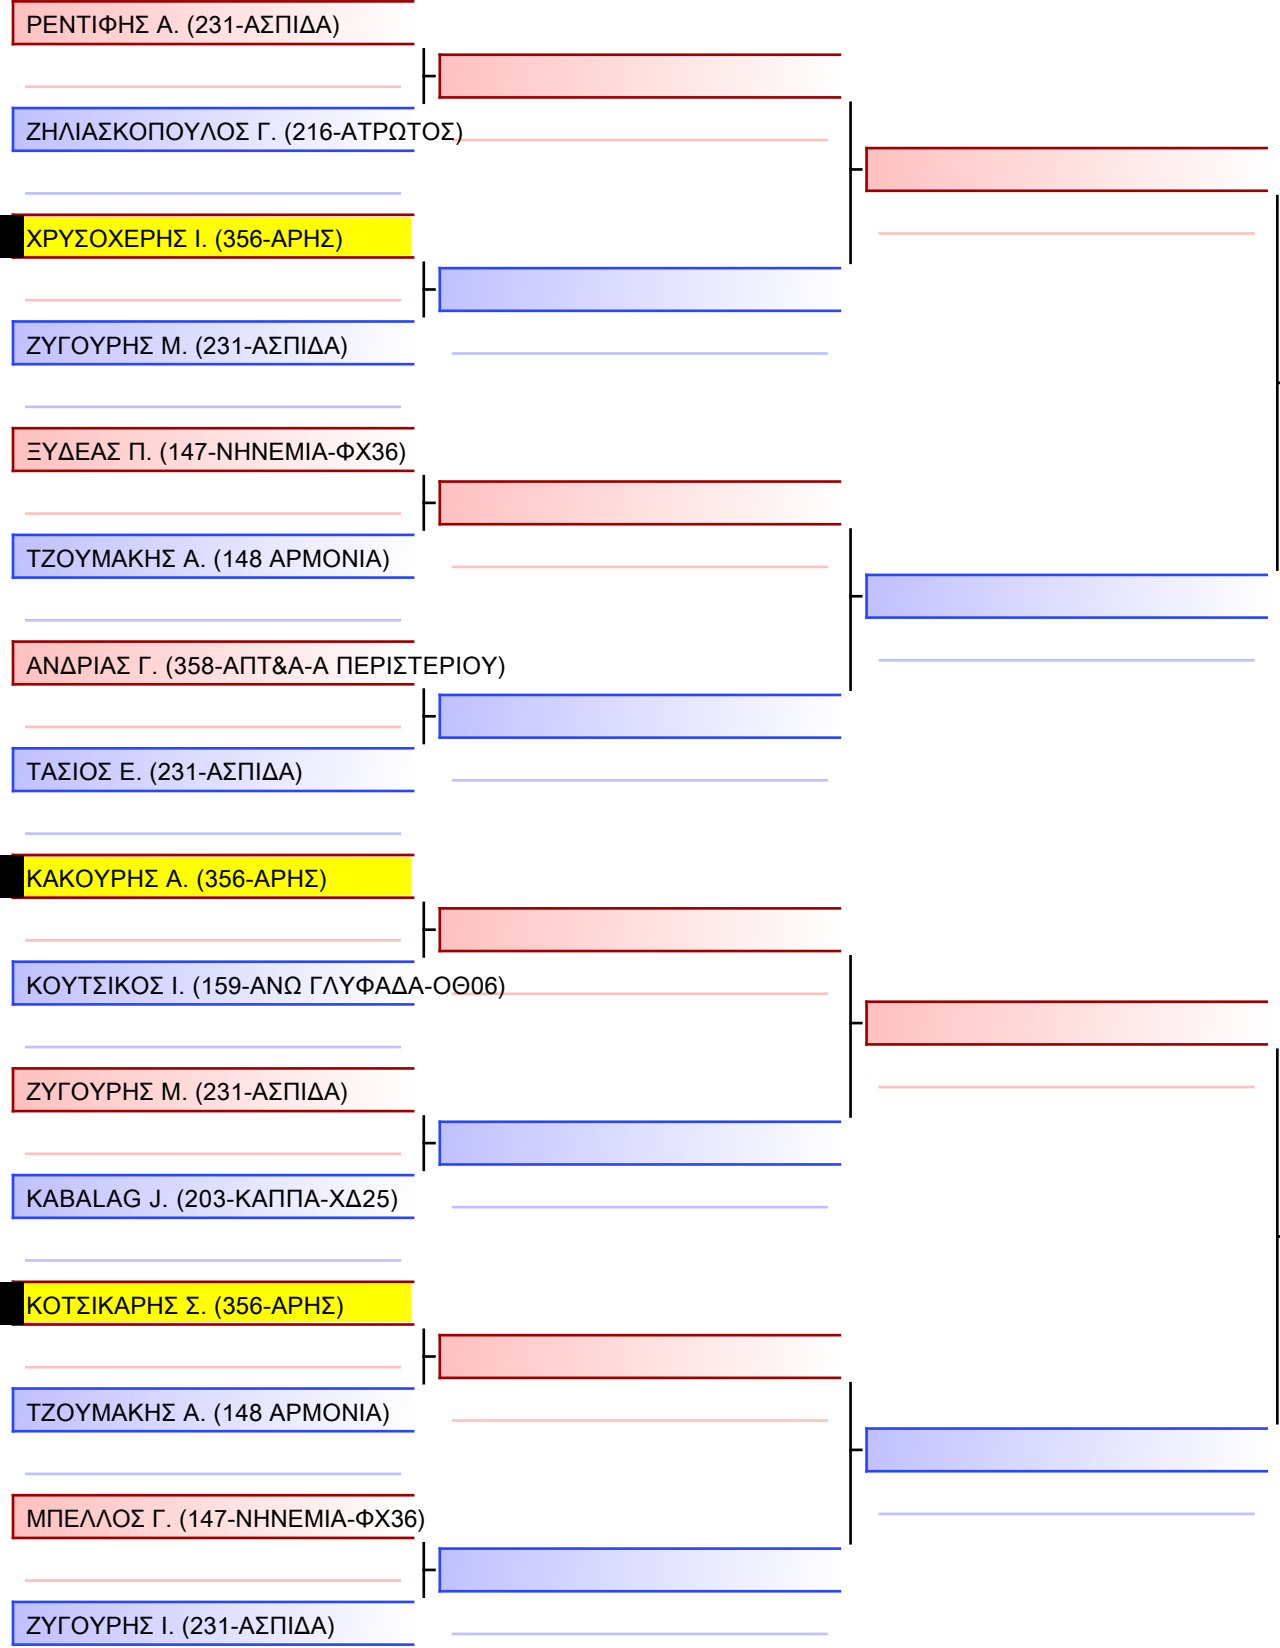 ΡΕΝΤΙΦΗΣ Α. (231-ΑΣΠΙΔΑ)
ΖΗΛΙΑΣΚΟΠΟΥΛΟΣ Γ. (216-ΑΤΡΩΤΟΣ)
ΧΡΥΣΟΧΕΡΗΣ Ι. (356-ΑΡΗΣ)
ΖΥΓΟΥΡΗΣ Μ. (231-ΑΣΠΙΔΑ)
ΞΥΔΕΑΣ Π. (147-ΝΗΝΕΜΙΑ-ΦΧ36)
ΤΖΟΥΜΑΚΗΣ Α. (148 ΑΡΜΟΝΙΑ)
ΑΝΔΡΙΑΣ Γ. (358-ΑΠΤ&Α-Α ΠΕΡΙΣΤΕΡΙΟΥ)
ΤΑΣΙΟΣ Ε. (231-ΑΣΠΙΔΑ)
ΚΑΚΟΥΡΗΣ Α. (356-ΑΡΗΣ)
ΚΟΥΤΣΙΚΟΣ Ι. (159-ΑΝΩ ΓΛΥΦΑΔΑ-ΟΘ06)
ΖΥΓΟΥΡΗΣ Μ. (231-ΑΣΠΙΔΑ)
KABALAG J. (203-ΚΑΠΠΑ-ΧΔ25)
ΚΟΤΣΙΚΑΡΗΣ Σ. (356-ΑΡΗΣ)
ΤΖΟΥΜΑΚΗΣ Α. (148 ΑΡΜΟΝΙΑ)
ΜΠΕΛΛΟΣ Γ. (147-ΝΗΝΕΜΙΑ-ΦΧ36)
ΖΥΓΟΥΡΗΣ Ι. (231-ΑΣΠΙΔΑ)